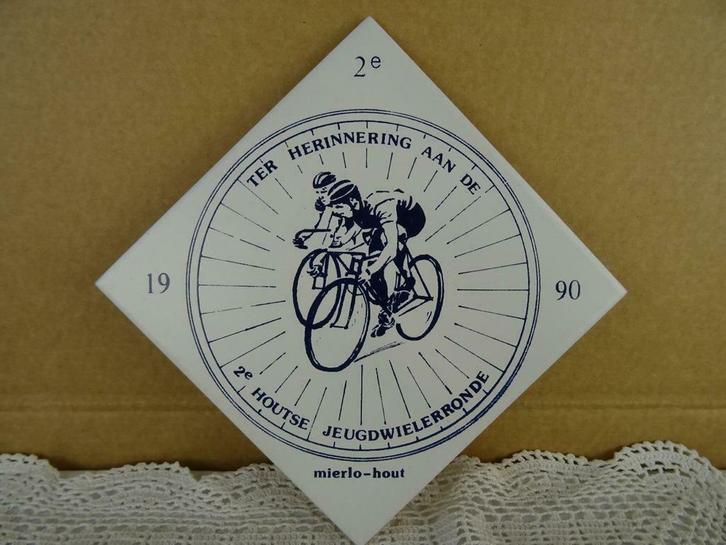 2e
TER HERINNERING AAN DE
19
90
2e HOUTSE JEUGDWIELERRONDE
mierlo-hout